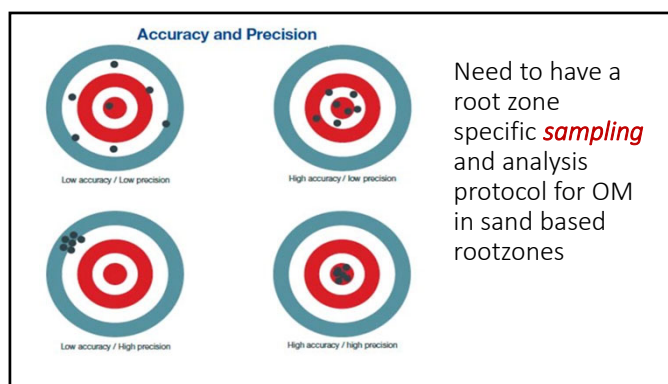 Accuracy and Precision
Low accuracy / Low precision
High accuracy / low precision
Low accuracy / High precision
High accuracy / high precision
Need to have a
root zone
specific sampling
and analysis
protocol for OM
in sand based
rootzones